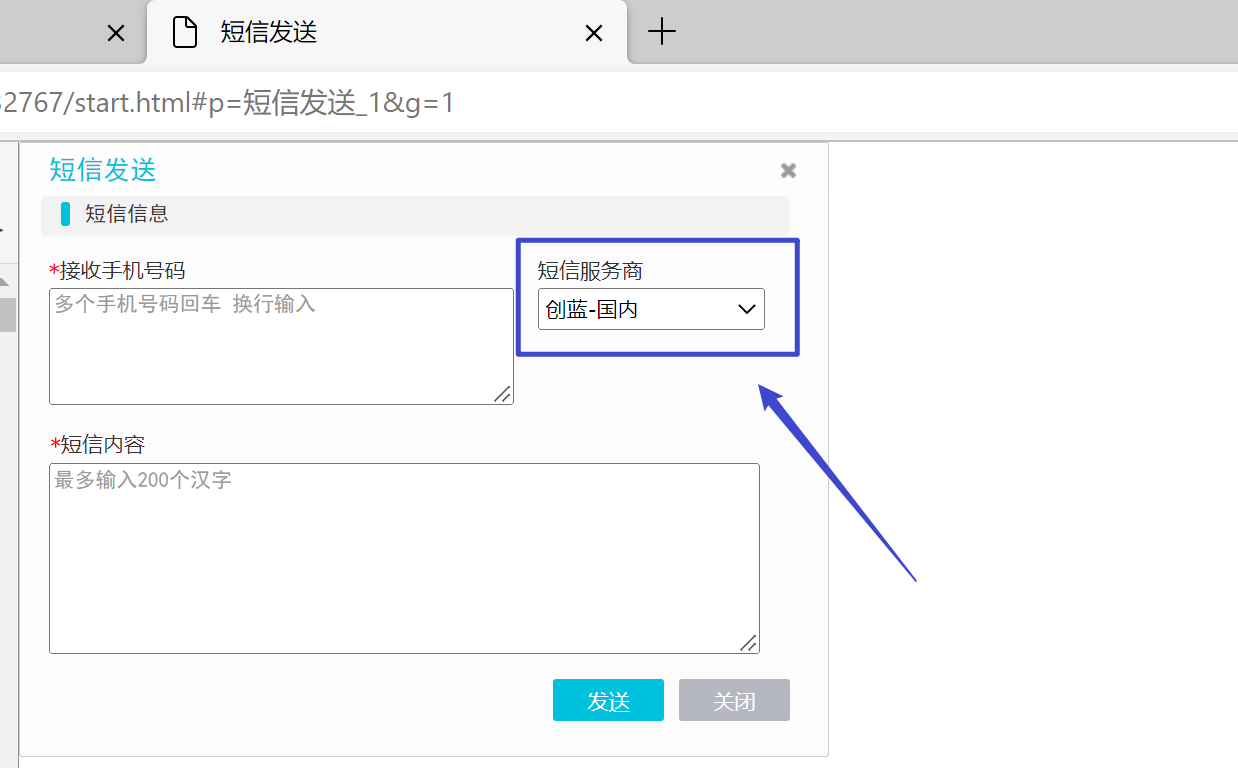 短信发送
32767/start.html#p=短信发送_1&g=1
短信发送
短信信息
*接收手机号码
多个手机号码回车 换行输入
短信服务商
创蓝-国内
*短信内容
最多输入200个汉字
发送
关闭